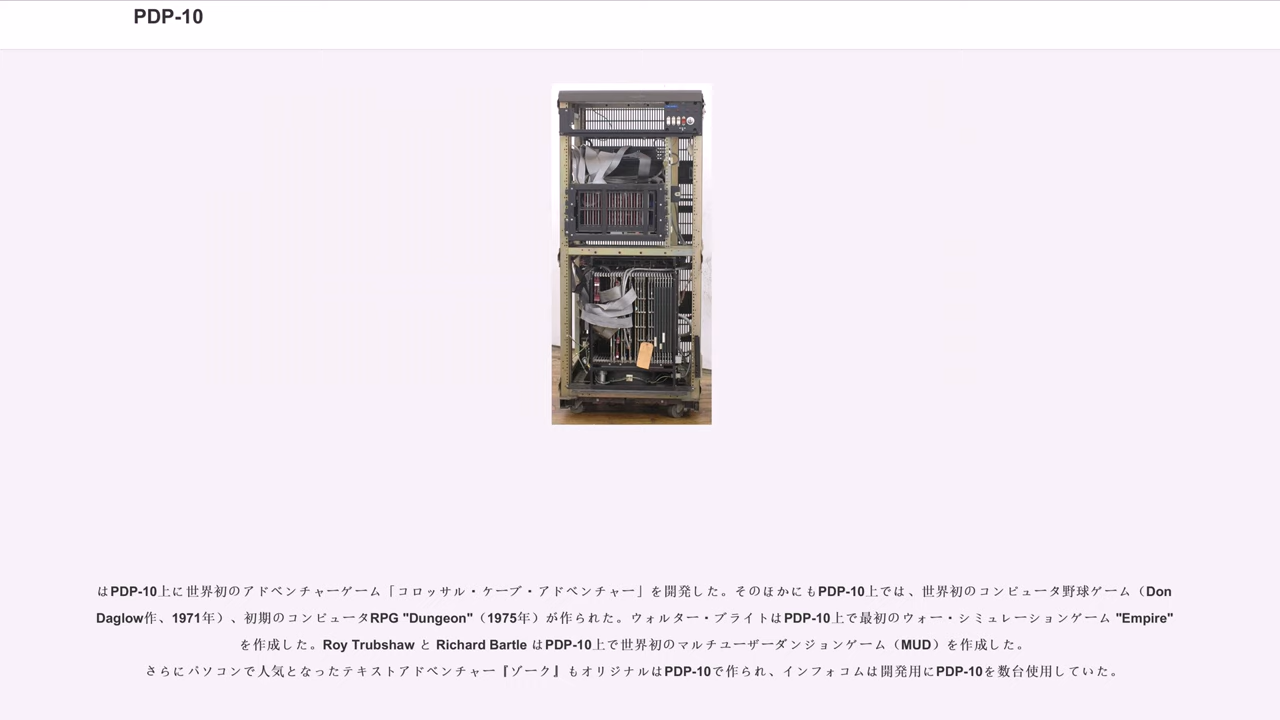 PDP-10
はPDP-10上に世界初のアドベンチャーゲーム「コロッサル・ケーブ・アドベンチャー」を開発した。そのほかにもPDP-10上では、世界初のコンピュータ野球ゲーム（Don
Daglow作、1971年）、初期のコンピュータRPG "Dungeon"（1975年）が作られた。ウォルター・ブライトはPDP-10上で最初のウォー・シミュレーションゲーム "Empire"
を作成した。Roy Trubshaw と Richard Bartle はPDP-10上で世界初のマルチユーザーダンジョンゲーム（MUD）を作成した。
さらにパソコンで人気となったテキストアドベンチャー『ゾーク』もオリジナルはPDP-10で作られ、インフォコムは開発用にPDP-10を数台使用していた。